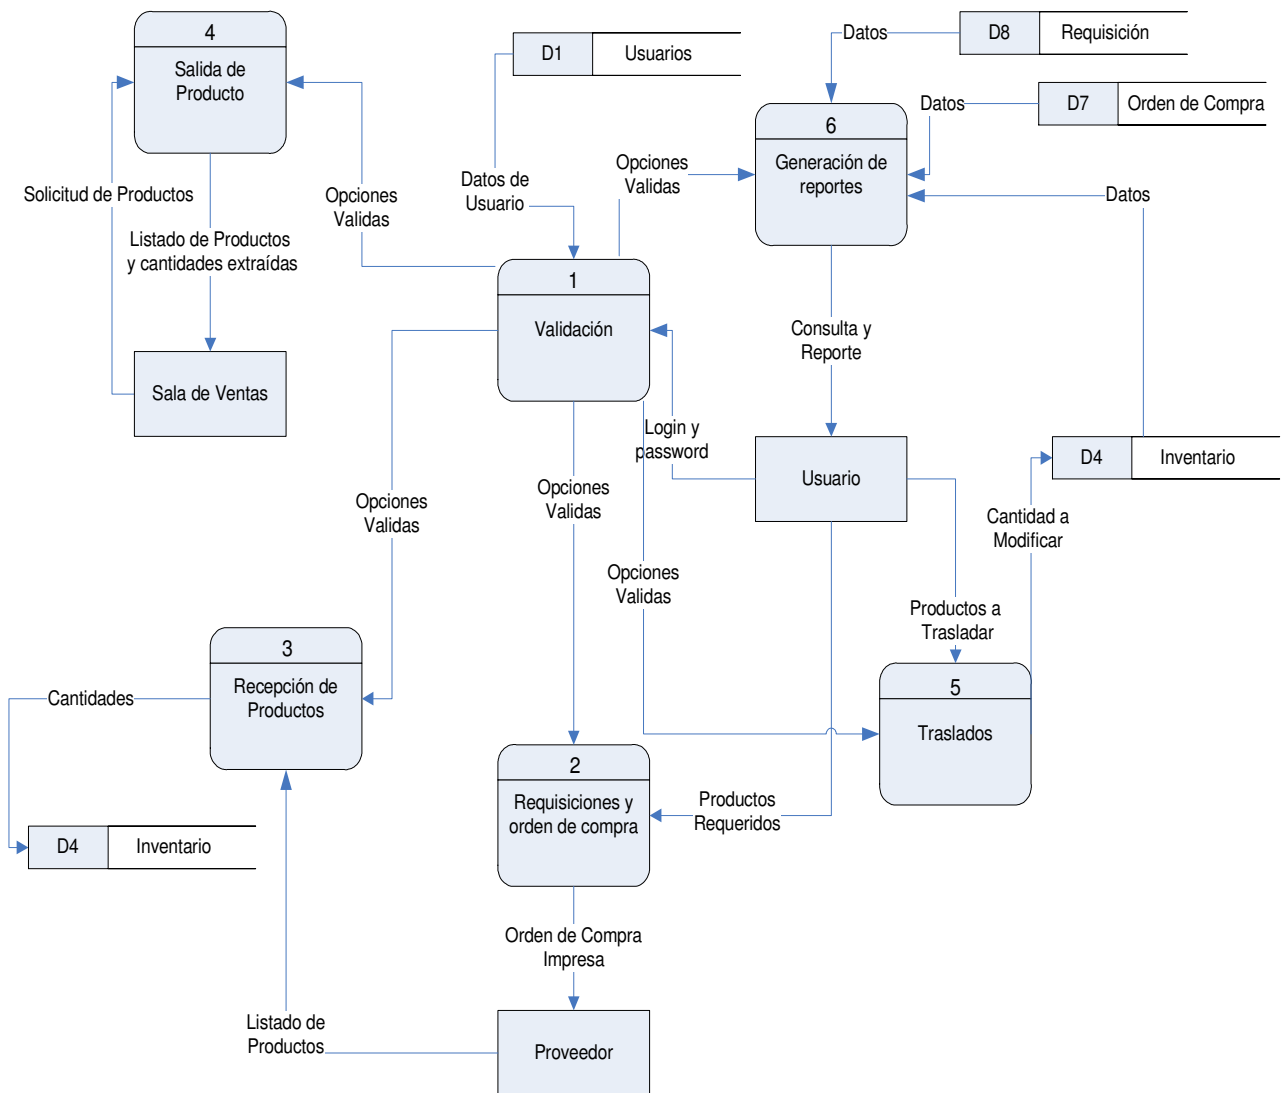 4
Salida de
Producto
D1
Usuarios
Datos
D8
Requisición
Datos
D7
Orden de Compra
6
Generación de
reportes
Opciones
Validas
Datos de
Usuario
Solicitud de Productos
Opciones
Validas
Datos
Listado de Productos
y cantidades extraídas
1
Validación
Consulta y
Reporte
Sala de Ventas
Login y
password
Usuario
D4
Inventario
Opciones
Validas
Opciones
Validas
Cantidad a
Modificar
Opciones
Validas
Productos a
Trasladar
3
Recepción de
Productos
Cantidades
5
Traslados
2
Requisiciones y
orden de compra
Productos
Requeridos
D4
Inventario
Orden de Compra
Impresa
Listado de
Productos
Proveedor